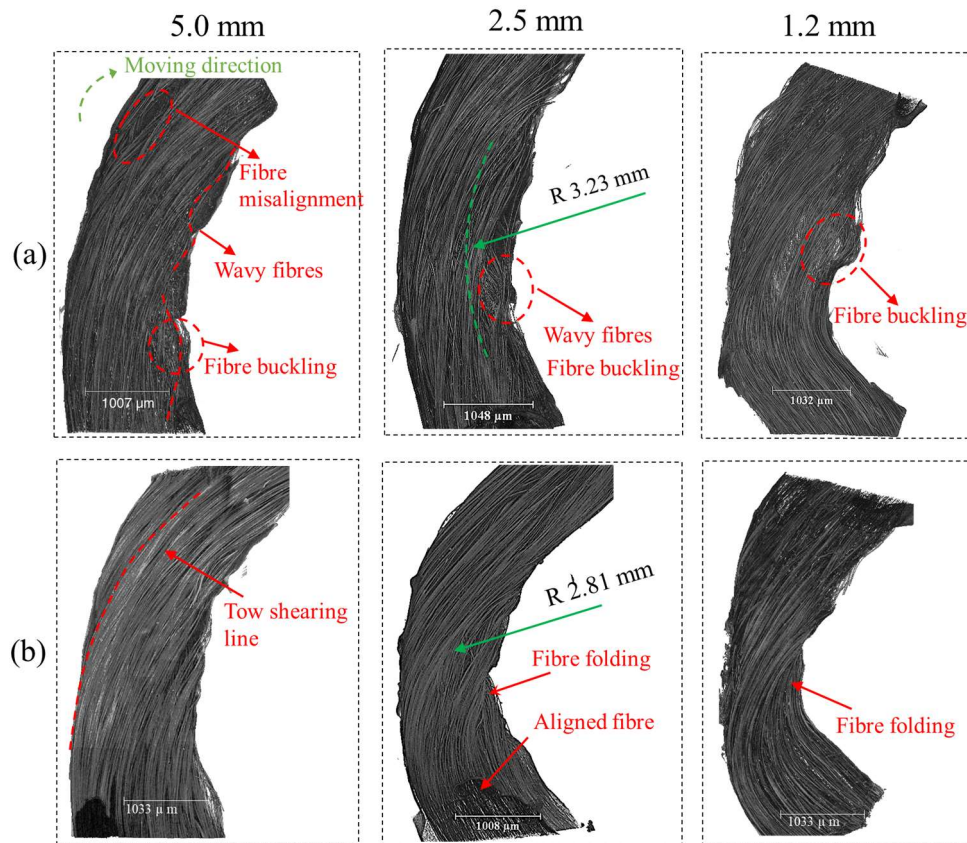 5.0 mm
2.5 mm
1.2 mm
(a)
Moving direction
Fibre
misalignment
Wavy fibres
Fibre buckling
1007 µm
R 3.23 mm
Wavy fibres
Fibre buckling
1048 µm
Fibre buckling
1032 µm
(b)
Tow shearing
line
1033 µ m
R 2.81 mm
Fibre folding
Aligned fibre
1008 µm
Fibre folding
1033 µm